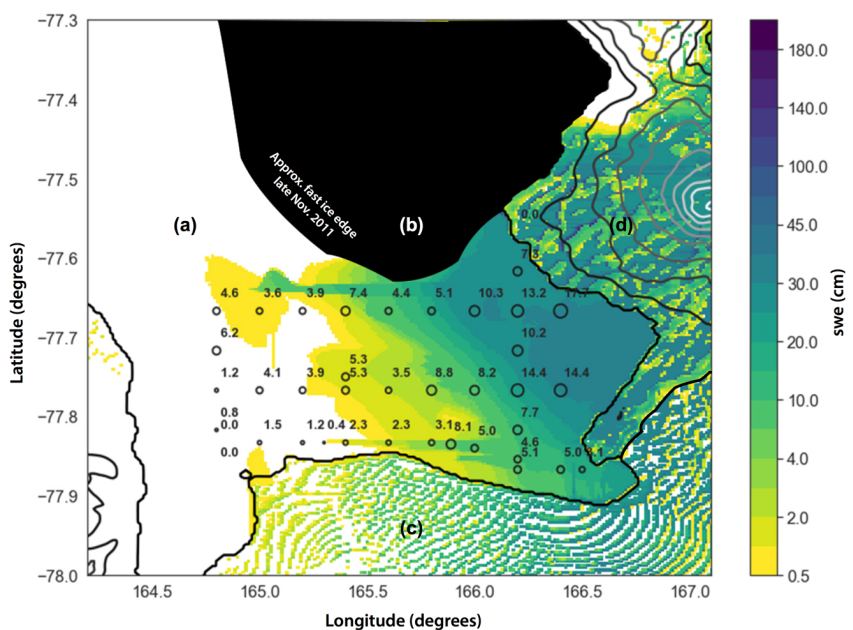 −77.3
−77.4
−77.5
−77.6
−77.7
−77.8
−77.9
−78.0
Latitude (degrees)
164.5 165.0 165.5 166.0 166.5 167.0
Longitude (degrees)
Approx. fast ice edge
late Nov. 2011
(a) (b) (d)
(c)
0.0
7.3
4.6 3.6 3.9 7.4 4.4 5.1 10.3 13.2 17.7
6.2 10.2
5.3
1.2 4.1 3.9 5.3 3.5 8.8 8.2 14.4 14.4
0.8 7.7
0.0 1.5 1.2 0.4 2.3 2.3 3.1 8.1 5.0
4.6
0.0 5.1 5.0 3.1
180.0
140.0
100.0
45.0
30.0
20.0
10.0
4.0
2.0
0.5
swe (cm)